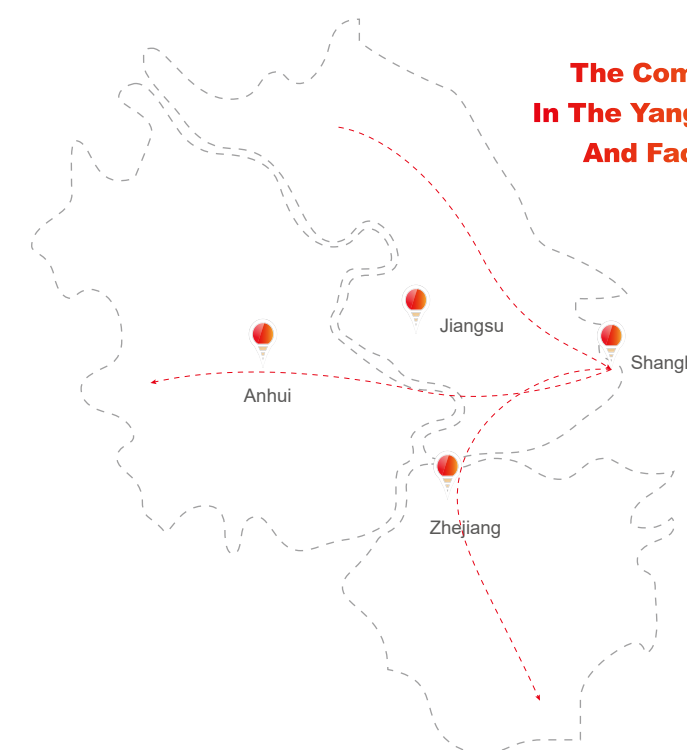 The Com
In The Yang
And Fac
Jiangsu
Shangh
Anhui
Zhejiang